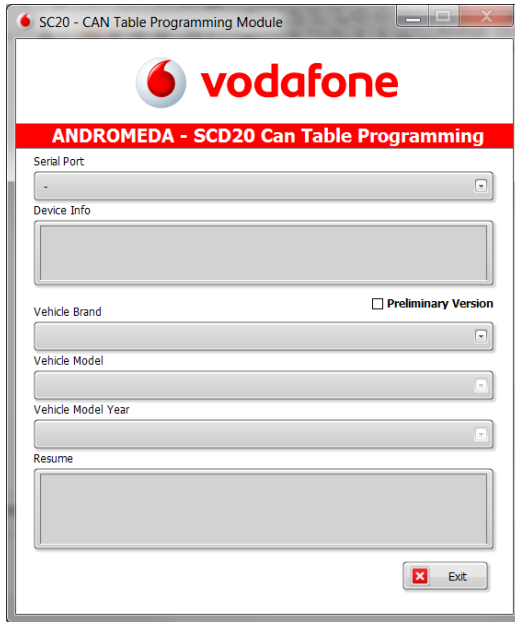 SC20 - CAN Table Programming Module
vodafone
ANDROMEDA - SCD20 Can Table Programming
Serial Port
-
Device Info
Preliminary Version
Vehicle Brand
Vehicle Model
Vehicle Model Year
Resume
Exit